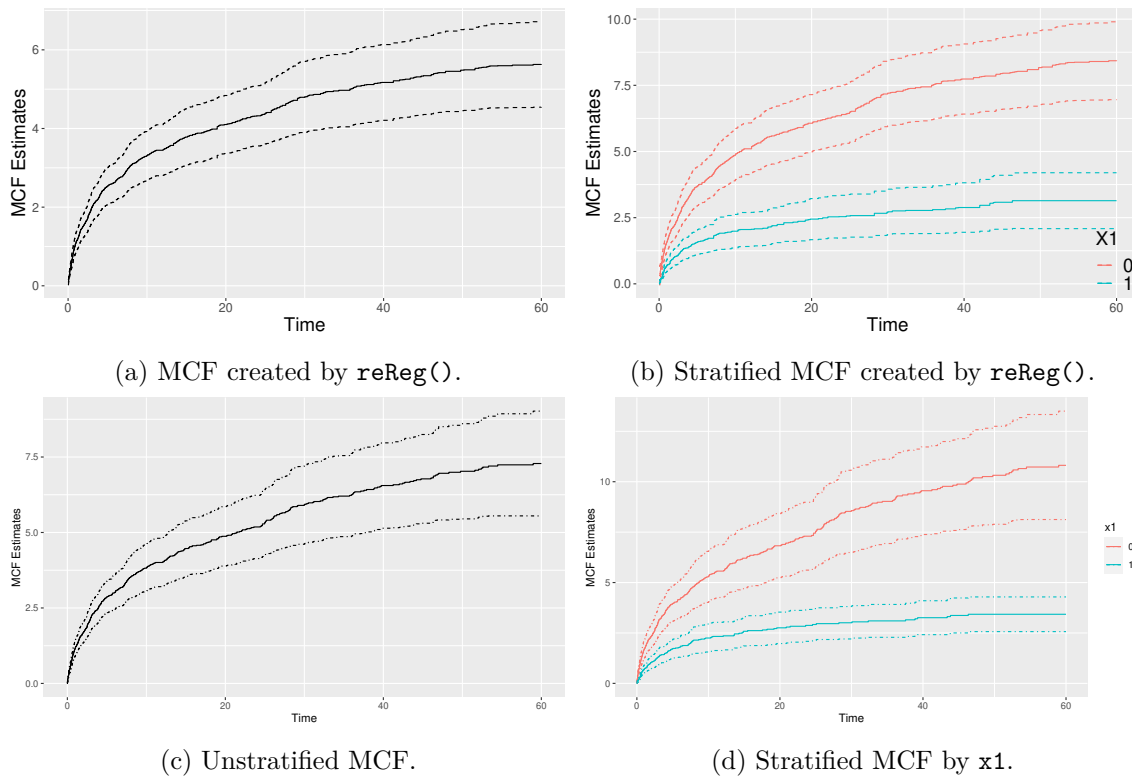 6
4
2
0
MCF Estimates
0 20 40 60
Time
(a) MCF created by reReg().
10.0
7.5
5.0
2.5
0.0
MCF Estimates
0 20 40 60
Time
X1
0
1
(b) Stratified MCF created by reReg().
7.5
5.0
2.5
0.0
MCF Estimates
0 20 40 60
Time
(c) Unstratified MCF.
10
5
0
MCF Estimates
0 20 40 60
Time
x1
0
1
(d) Stratified MCF by x1.